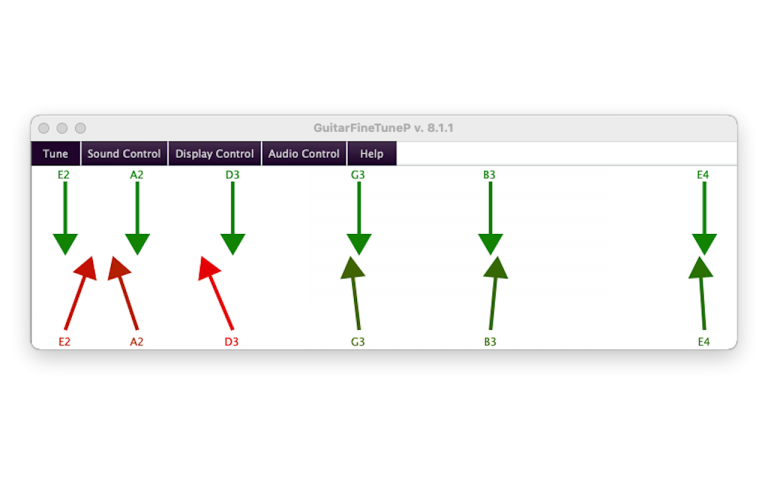 GuitarFineTuneP v. 8.1.1
Tune Sound Control Display Control Audio Control Help
E2 A2 D3 G3 B3 E4
E2 A2 D3 G3 B3 E4